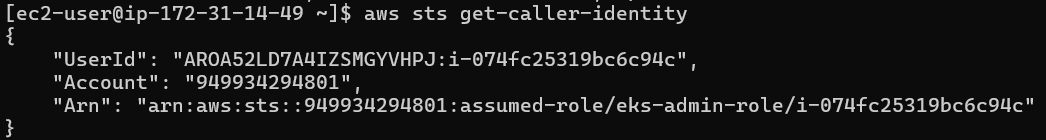 [ec2-user@ip-172-31-14-49 ~]$ aws sts get-caller-identity
{
    "UserId": "AROA52LD7A4IZSMGYVHPJ:i-074fc25319bc6c94c",
    "Account": "949934294801",
    "Arn": "arn:aws:sts::949934294801:assumed-role/eks-admin-role/i-074fc25319bc6c94c"
}